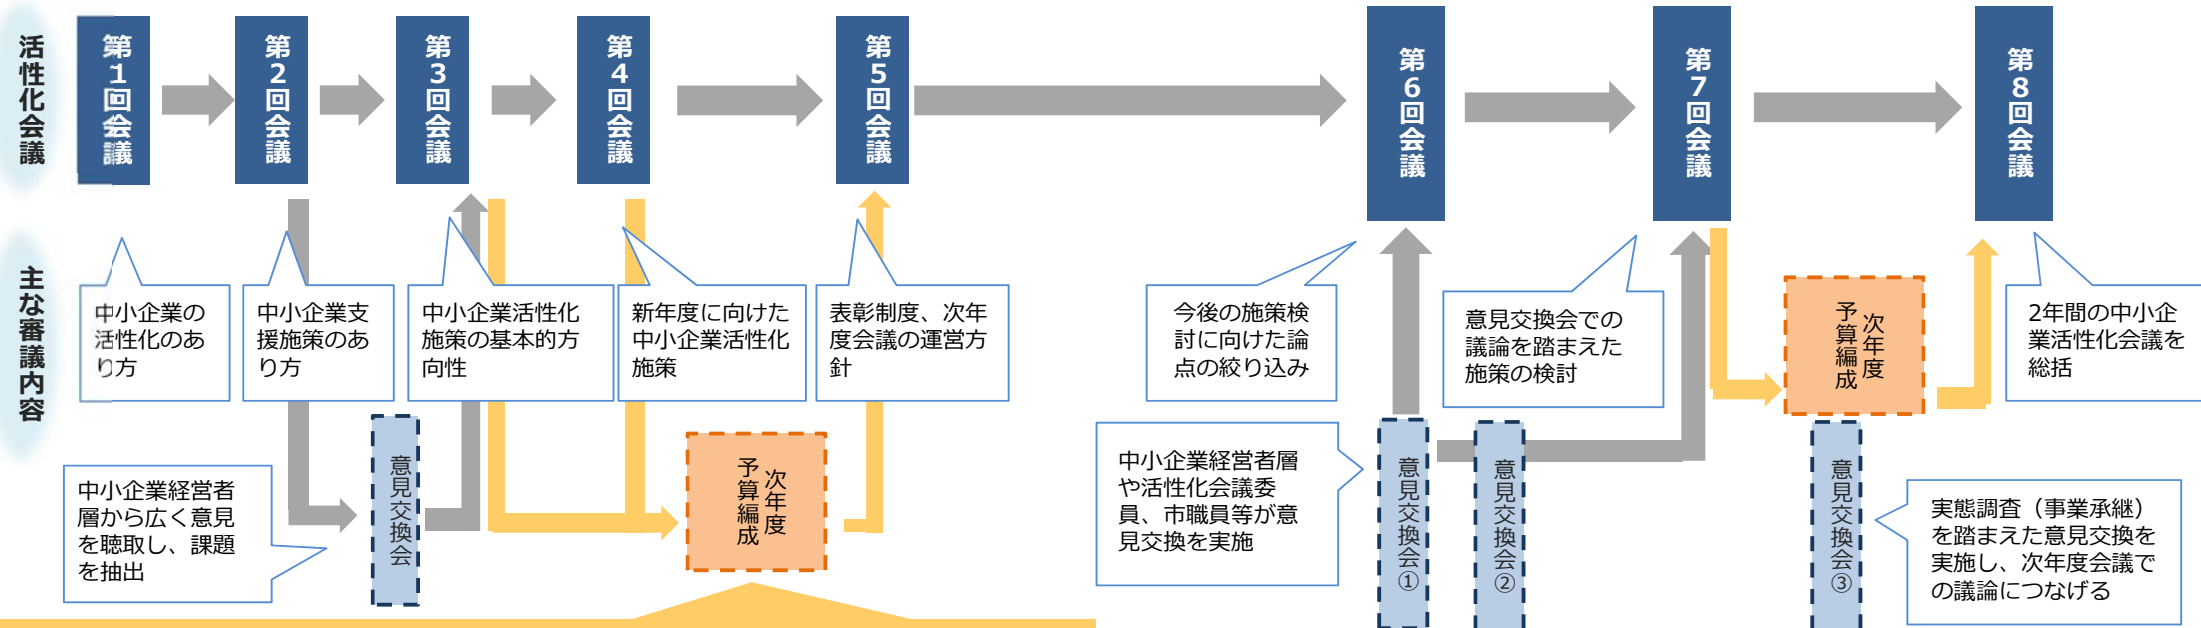 活性化会議
第1回会議
第2回会議
第3回会議
第4回会議
第5回会議
第6回会議
第7回会議
第8回会議
主な審議内容
中小企業の
活性化のあ
り方
中小企業支
援施策のあ
り方
中小企業活性化
施策の基本的方
向性
新年度に向けた
中小企業活性化
施策
表彰制度、次年
度会議の運営方
針
今後の施策検
討に向けた論
点の絞り込み
意見交換会での
議論を踏まえた
施策の検討
次年度
予算編成
2年間の中小企
業活性化会議を
総括
中小企業経営者
層から広く意見
を聴取し、課題
を抽出
意見交換会
次年度
予算編成
中小企業経営者層
や活性化会議委
員、市職員等が意
見交換を実施
意見交換会①
意見交換会②
意見交換会③
実態調査（事業承継）
を踏まえた意見交換を
実施し、次年度会議で
の議論につなげる